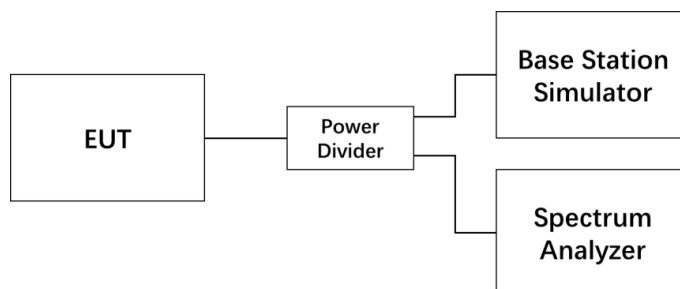 EUT
Power
Divider
Base Station
Simulator
Spectrum
Analyzer